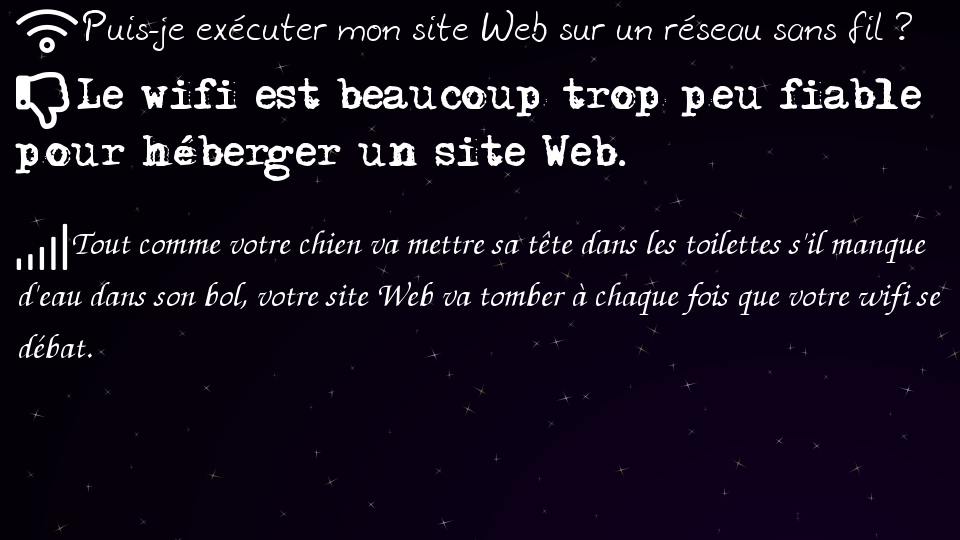 Puis-je exécuter mon site Web sur un réseau sans fil ?
Le wifi est beaucoup trop peu fiable
pour héberger un site Web.
Tout comme votre chien va mettre sa tête dans les toilettes s'il manque
d'eau dans son bol, votre site Web va tomber à chaque fois que votre wifi se
débat.